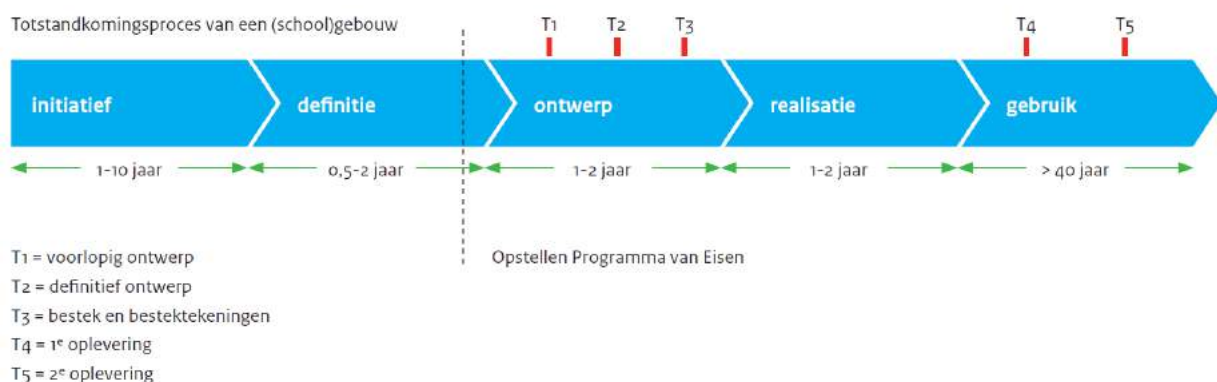 Totstandkomingsproces van een (school)gebouw
T1 T2 T3 T4 T5
initiatief definitie ontwerp realisatie gebruik
1-10 jaar 0,5-2 jaar 1-2 jaar 1-2 jaar > 40 jaar
T1 = voorlopig ontwerp
Opstellen Programma van Eisen
T2 = definitief ontwerp
T3 = bestek en bestektekeningen
T4 = 1e oplevering
T5 = 2e oplevering